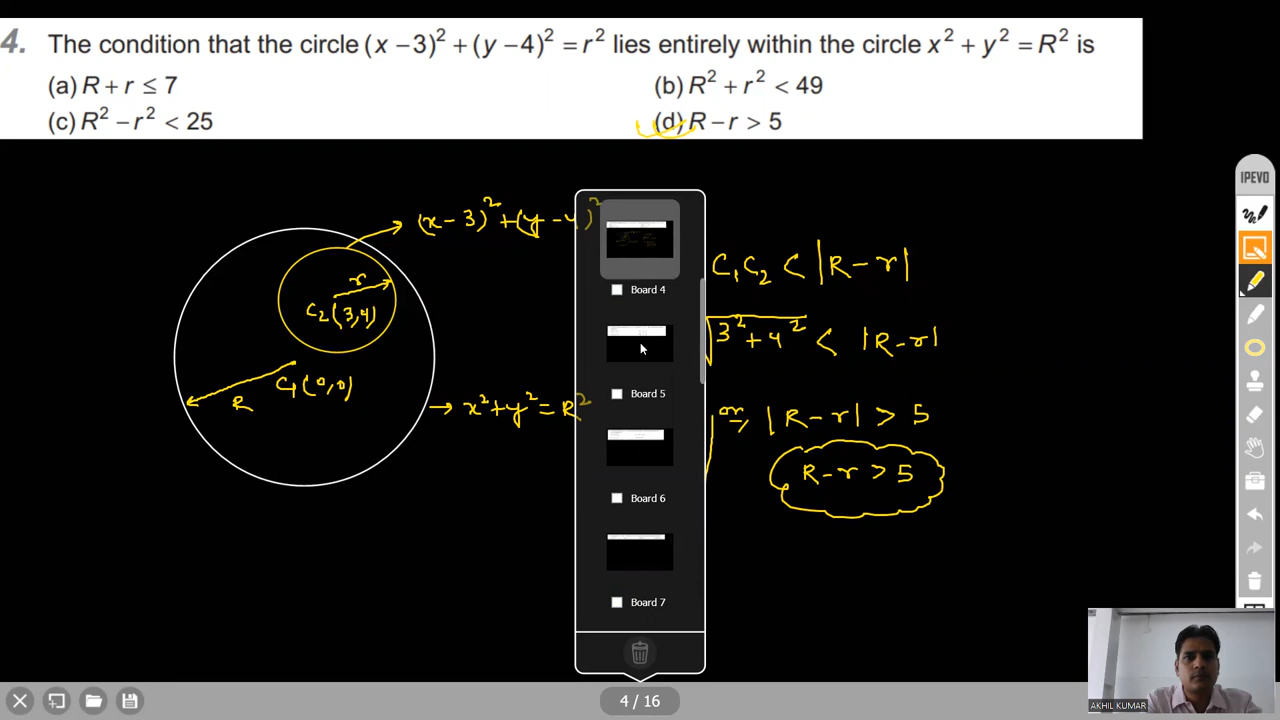 4. The condition that the circle (x – 3)² + (y – 4)² = r² lies entirely within the circle x² + y² = R² is
(a) R + r ≤ 7
(b) R² + r² < 49
(c) R² – r² < 25
(d) R – r > 5
(x – 3)² + (y – 4)²
r
C₂(3,4)
C₁(0,0)
R
→ x² + y² = R²
C₁C₂ < |R – r|
√3² + 4² < |R – r|
or ⇒ |R – r| > 5
R – r > 5
Board 4
Board 5
Board 6
Board 7
4 / 16
IPEVO
AKHIL KUMAR